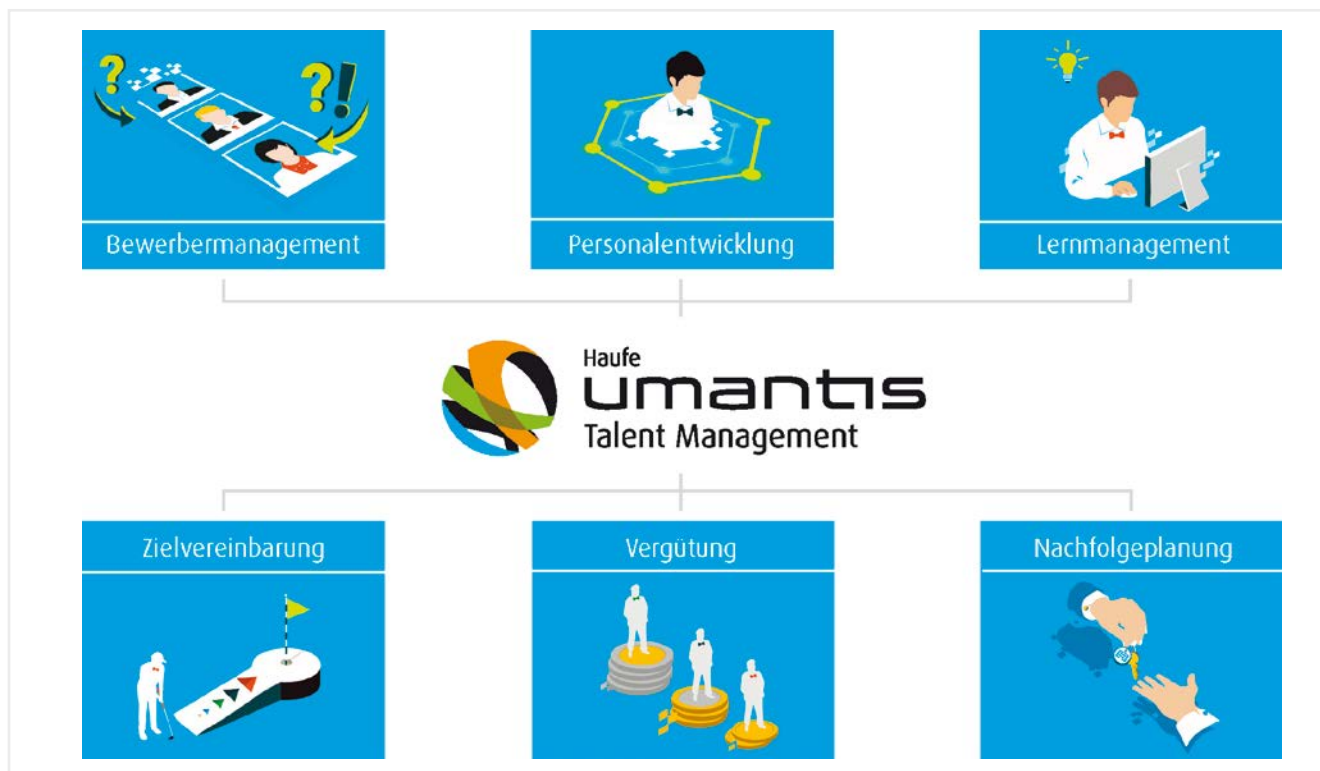 Bewerbermanagement
Personalentwicklung
Lernmanagement
Haufe
umantis
Talent Management
Zielvereinbarung
Vergütung
Nachfolgeplanung